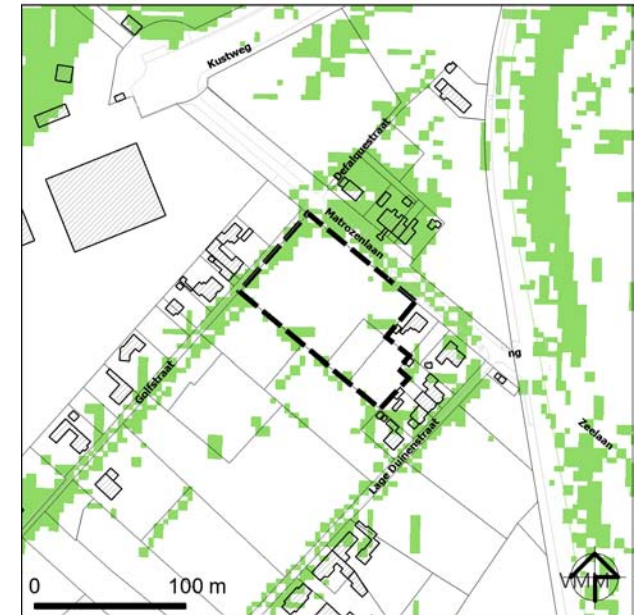 Kustweg
Defalquestraat
Matrozenlaan
ng
Golfstraat
Zeelaan
Lage Duinenstraat
VMM
0 100 m